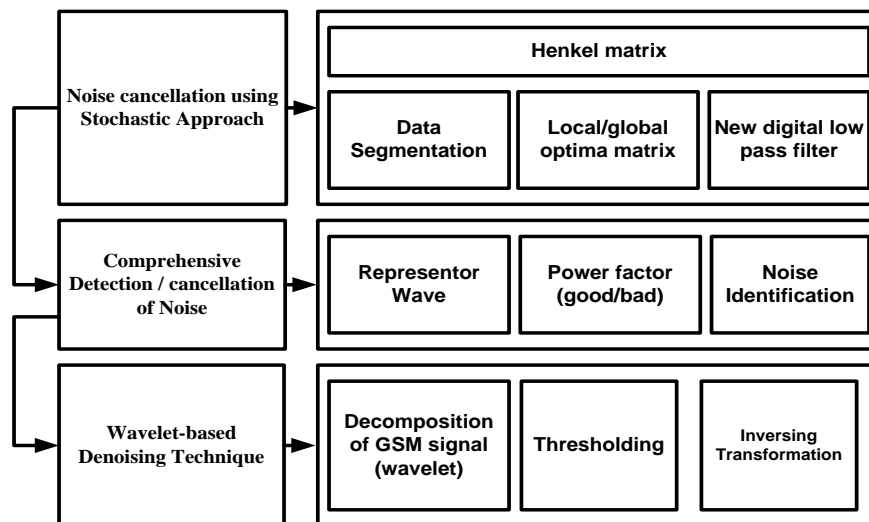 Noise cancellation using
Stochastic Approach
Henkel matrix
Data
Segmentation
Local/global
optima matrix
New digital low
pass filter
Comprehensive
Detection / cancellation
of Noise
Representor
Wave
Power factor
(good/bad)
Noise
Identification
Wavelet-based
Denoising Technique
Decomposition
of GSM signal
(wavelet)
Thresholding
Inversing
Transformation